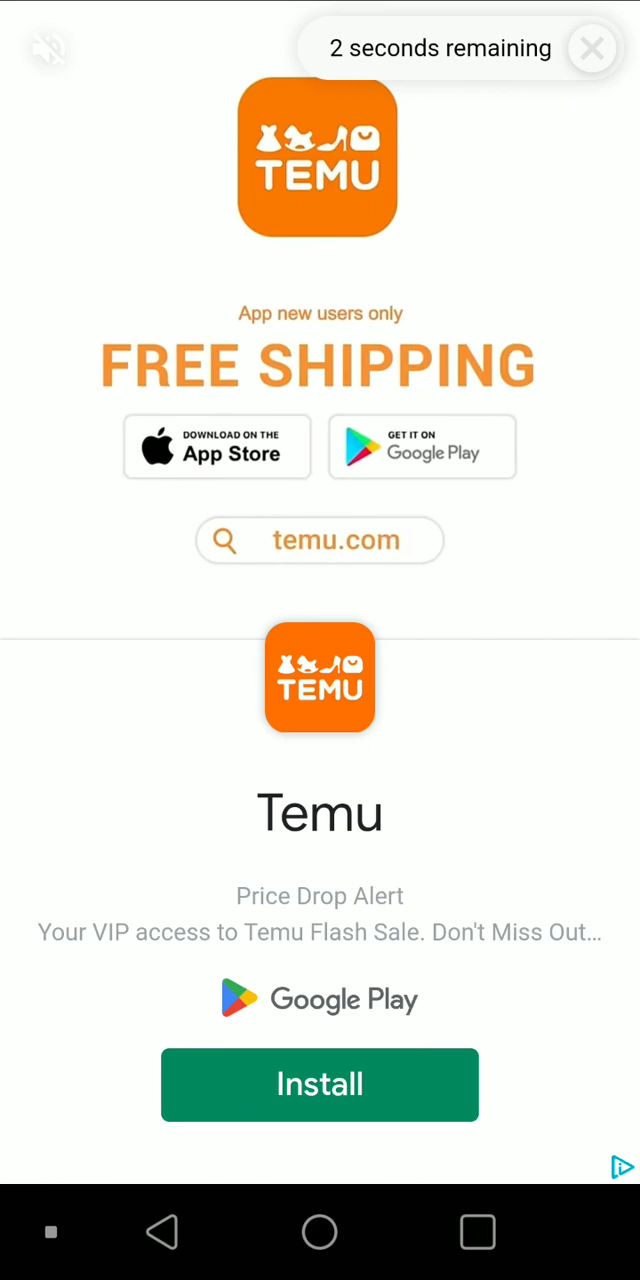 2 seconds remaining
TEMU
App new users only
FREE SHIPPING
DOWNLOAD ON THE
App Store
GET IT ON
Google Play
temu.com
TEMU
Temu
Price Drop Alert
Your VIP access to Temu Flash Sale. Don't Miss Out...
Google Play
Install